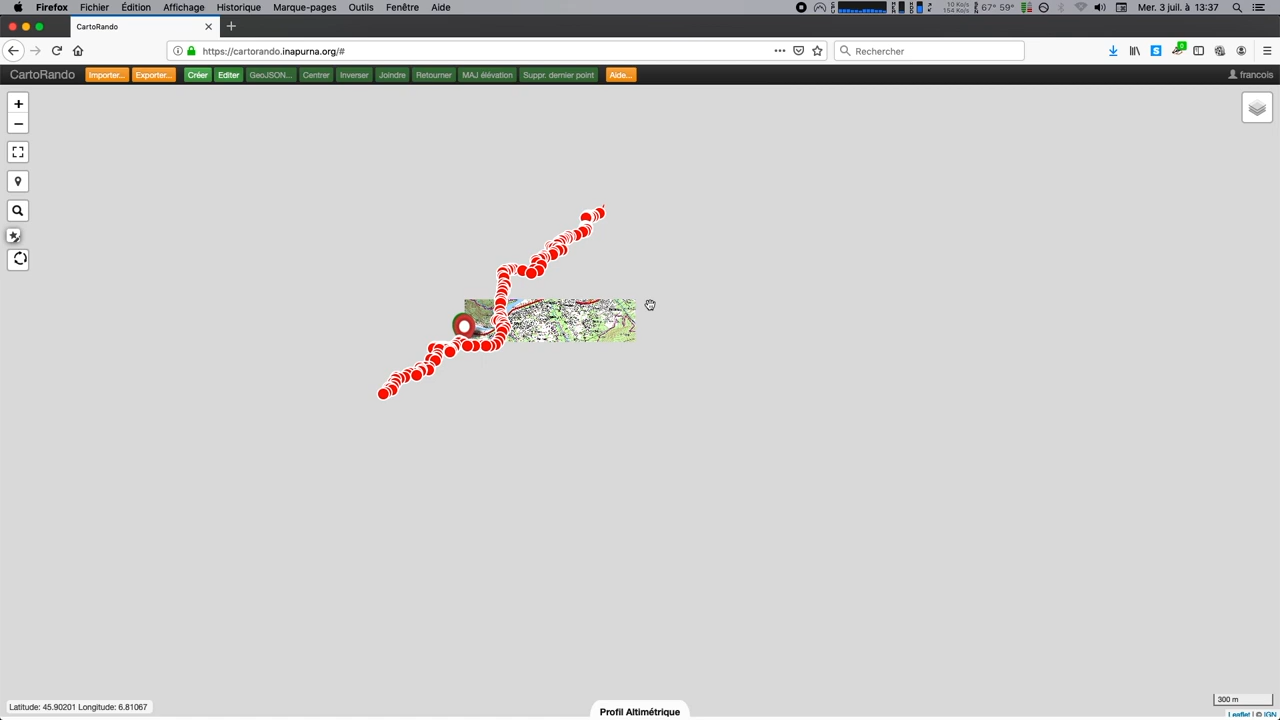 Firefox Fichier Édition Affichage Historique Marque-pages Outils Fenêtre Aide 67° 59° Mer. 3 juil. à 13:37
CartoRando
https://cartorando.inapurna.org/#
Rechercher
CartoRando Importer... Exporter... Créer Editer GeoJSON... Centrer Inverser Joindre Retourner MAJ élévation Suppr. dernier point Aide... francois
Latitude: 45.90201 Longitude: 6.81067
300 m
Profil Altimétrique
Leaflet | © IGN